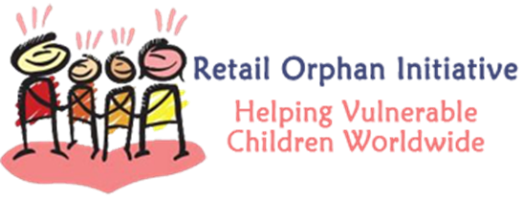 Retail Orphan Initiative
Helping Vulnerable
Children Worldwide